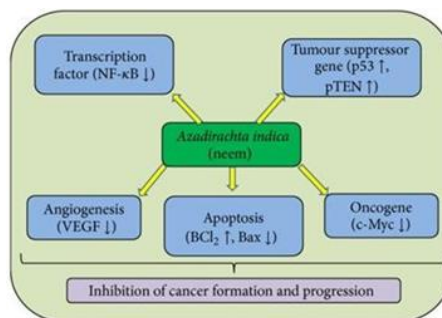 Transcription
factor (NF-κB ↓)
Tumour suppressor
gene (p53 ↑,
pTEN ↑)
Azadirachta indica
(neem)
Angiogenesis
(VEGF ↓)
Apoptosis
(BCl₂ ↑, Bax ↓)
Oncogene
(c-Myc ↓)
Inhibition of cancer formation and progression